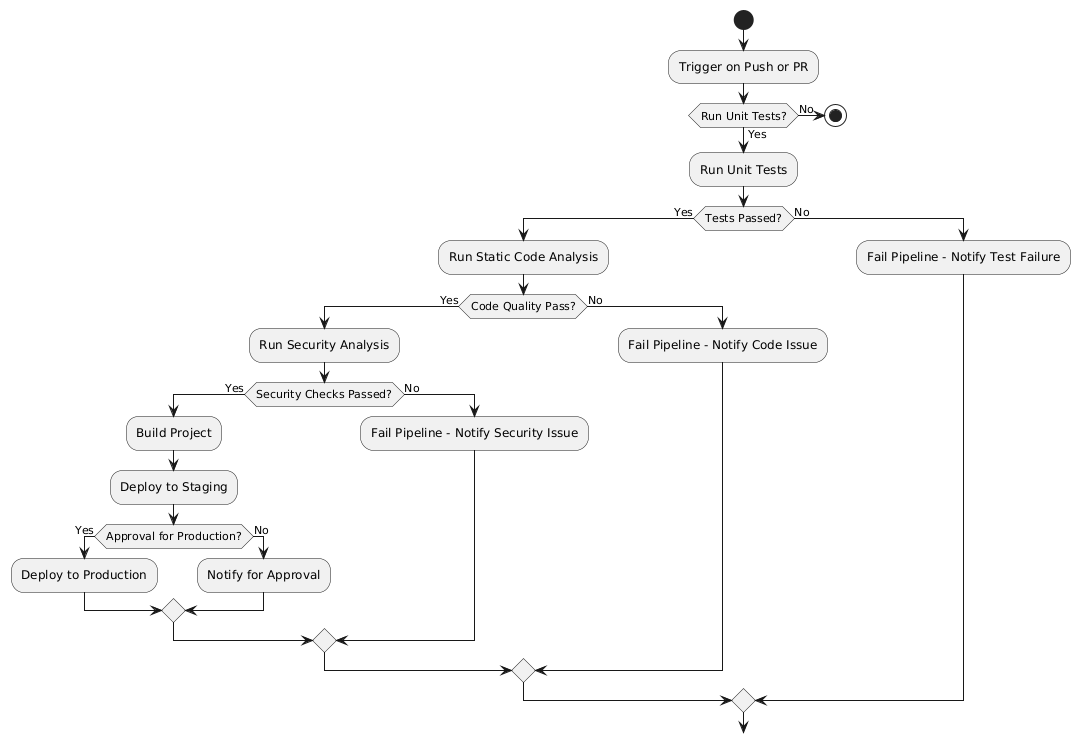 Trigger on Push or PR
Run Unit Tests?
No
Yes
Run Unit Tests
Yes
Tests Passed?
No
Run Static Code Analysis
Fail Pipeline - Notify Test Failure
Yes
Code Quality Pass?
No
Run Security Analysis
Fail Pipeline - Notify Code Issue
Yes
Security Checks Passed?
No
Build Project
Fail Pipeline - Notify Security Issue
Deploy to Staging
Yes
Approval for Production?
No
Deploy to Production
Notify for Approval